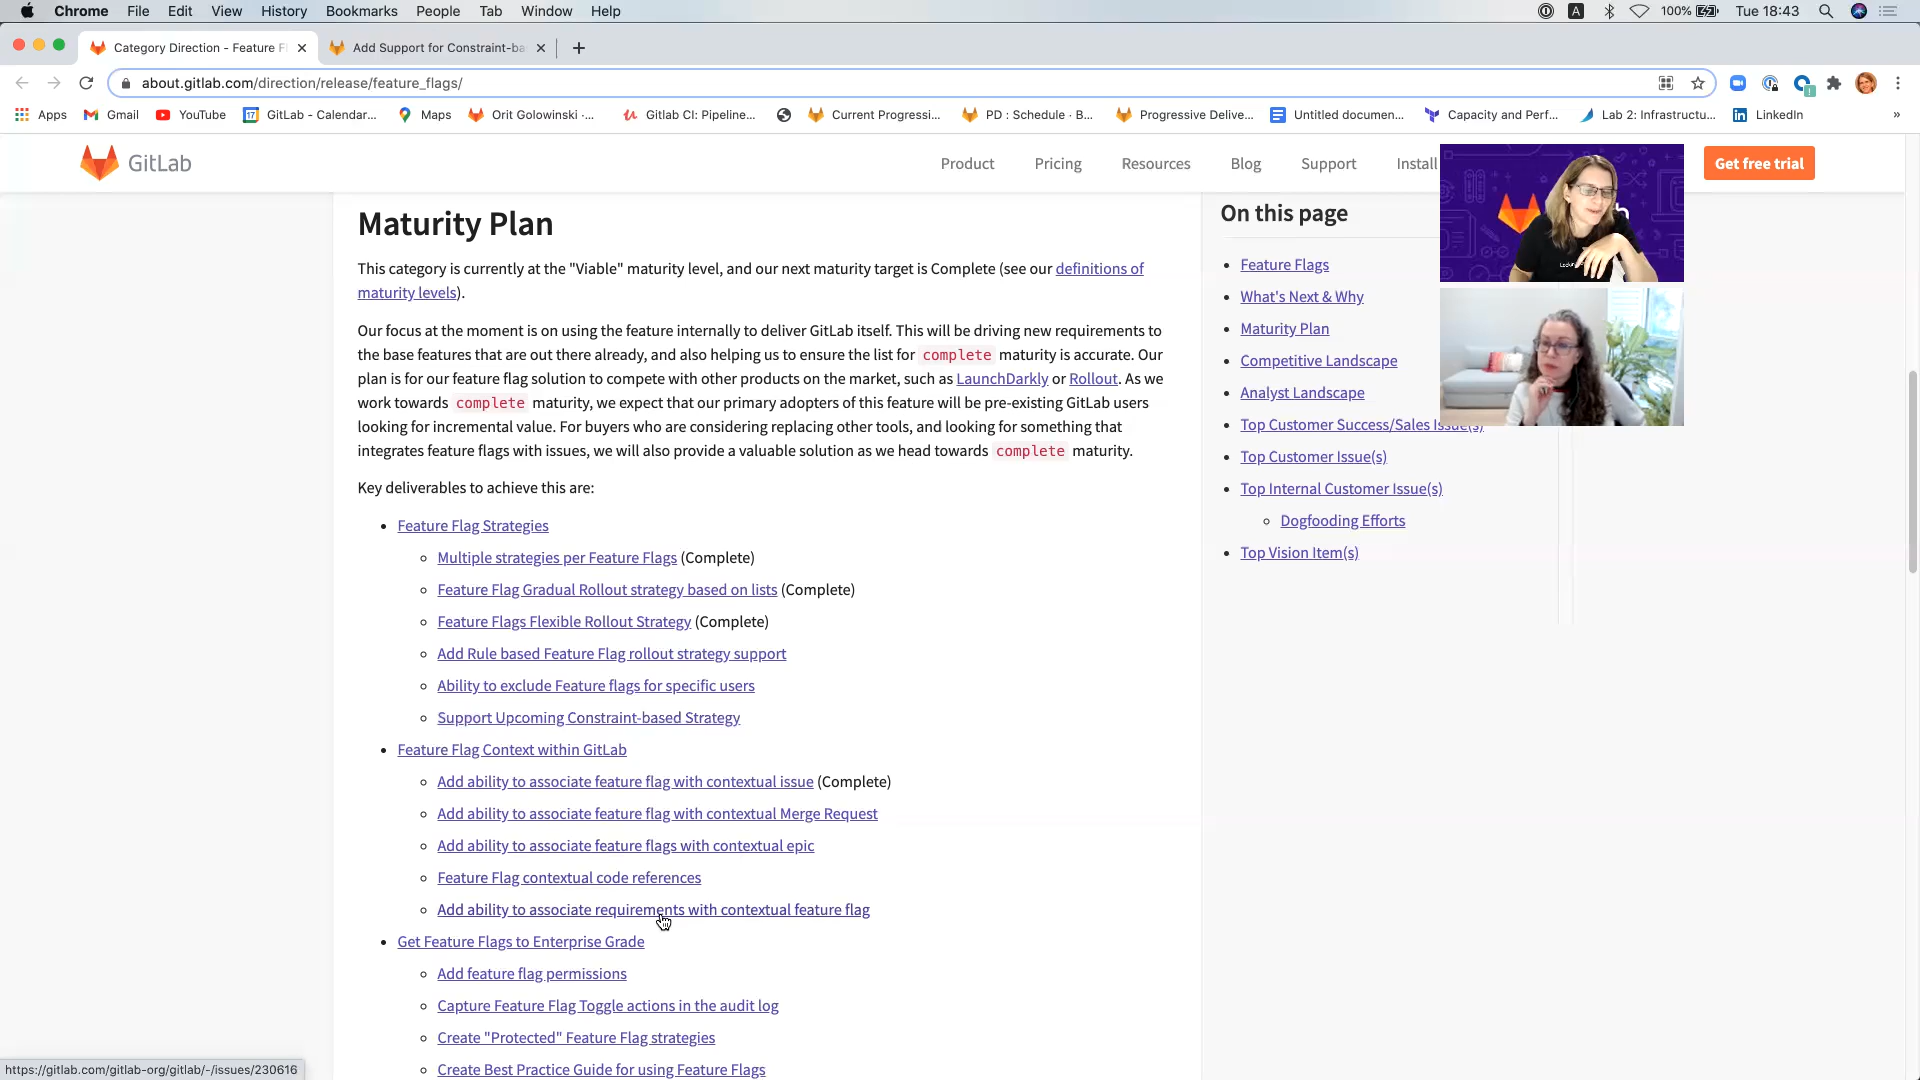 Chrome File Edit View History Bookmarks People Tab Window Help
A 100% Tue 18:43
Category Direction - Feature F
Add Support for Constraint-ba
about.gitlab.com/direction/release/feature_flags/
Apps Gmail YouTube 17 GitLab - Calendar... Maps Orit Golowinski -... Gitlab CI: Pipeline... Current Progressi... PD : Schedule · B... Progressive Delive... Untitled documen... Capacity and Perf... Lab 2: Infrastructu... LinkedIn »
GitLab
Product Pricing Resources Blog Support Install
Get free trial
Maturity Plan
This category is currently at the "Viable" maturity level, and our next maturity target is Complete (see our definitions of
maturity levels).
Our focus at the moment is on using the feature internally to deliver GitLab itself. This will be driving new requirements to
the base features that are out there already, and also helping us to ensure the list for complete maturity is accurate. Our
plan is for our feature flag solution to compete with other products on the market, such as LaunchDarkly or Rollout. As we
work towards complete maturity, we expect that our primary adopters of this feature will be pre-existing GitLab users
looking for incremental value. For buyers who are considering replacing other tools, and looking for something that
integrates feature flags with issues, we will also provide a valuable solution as we head towards complete maturity.
Key deliverables to achieve this are:
Feature Flag Strategies
Multiple strategies per Feature Flags (Complete)
Feature Flag Gradual Rollout strategy based on lists (Complete)
Feature Flags Flexible Rollout Strategy (Complete)
Add Rule based Feature Flag rollout strategy support
Ability to exclude Feature flags for specific users
Support Upcoming Constraint-based Strategy
Feature Flag Context within GitLab
Add ability to associate feature flag with contextual issue (Complete)
Add ability to associate feature flag with contextual Merge Request
Add ability to associate feature flags with contextual epic
Feature Flag contextual code references
Add ability to associate requirements with contextual feature flag
Get Feature Flags to Enterprise Grade
Add feature flag permissions
Capture Feature Flag Toggle actions in the audit log
Create "Protected" Feature Flag strategies
Create Best Practice Guide for using Feature Flags
On this page
Feature Flags
What's Next & Why
Maturity Plan
Competitive Landscape
Analyst Landscape
Top Customer Success/Sales Issue(s)
Top Customer Issue(s)
Top Internal Customer Issue(s)
Dogfooding Efforts
Top Vision Item(s)
https://gitlab.com/gitlab-org/gitlab/-/issues/230616